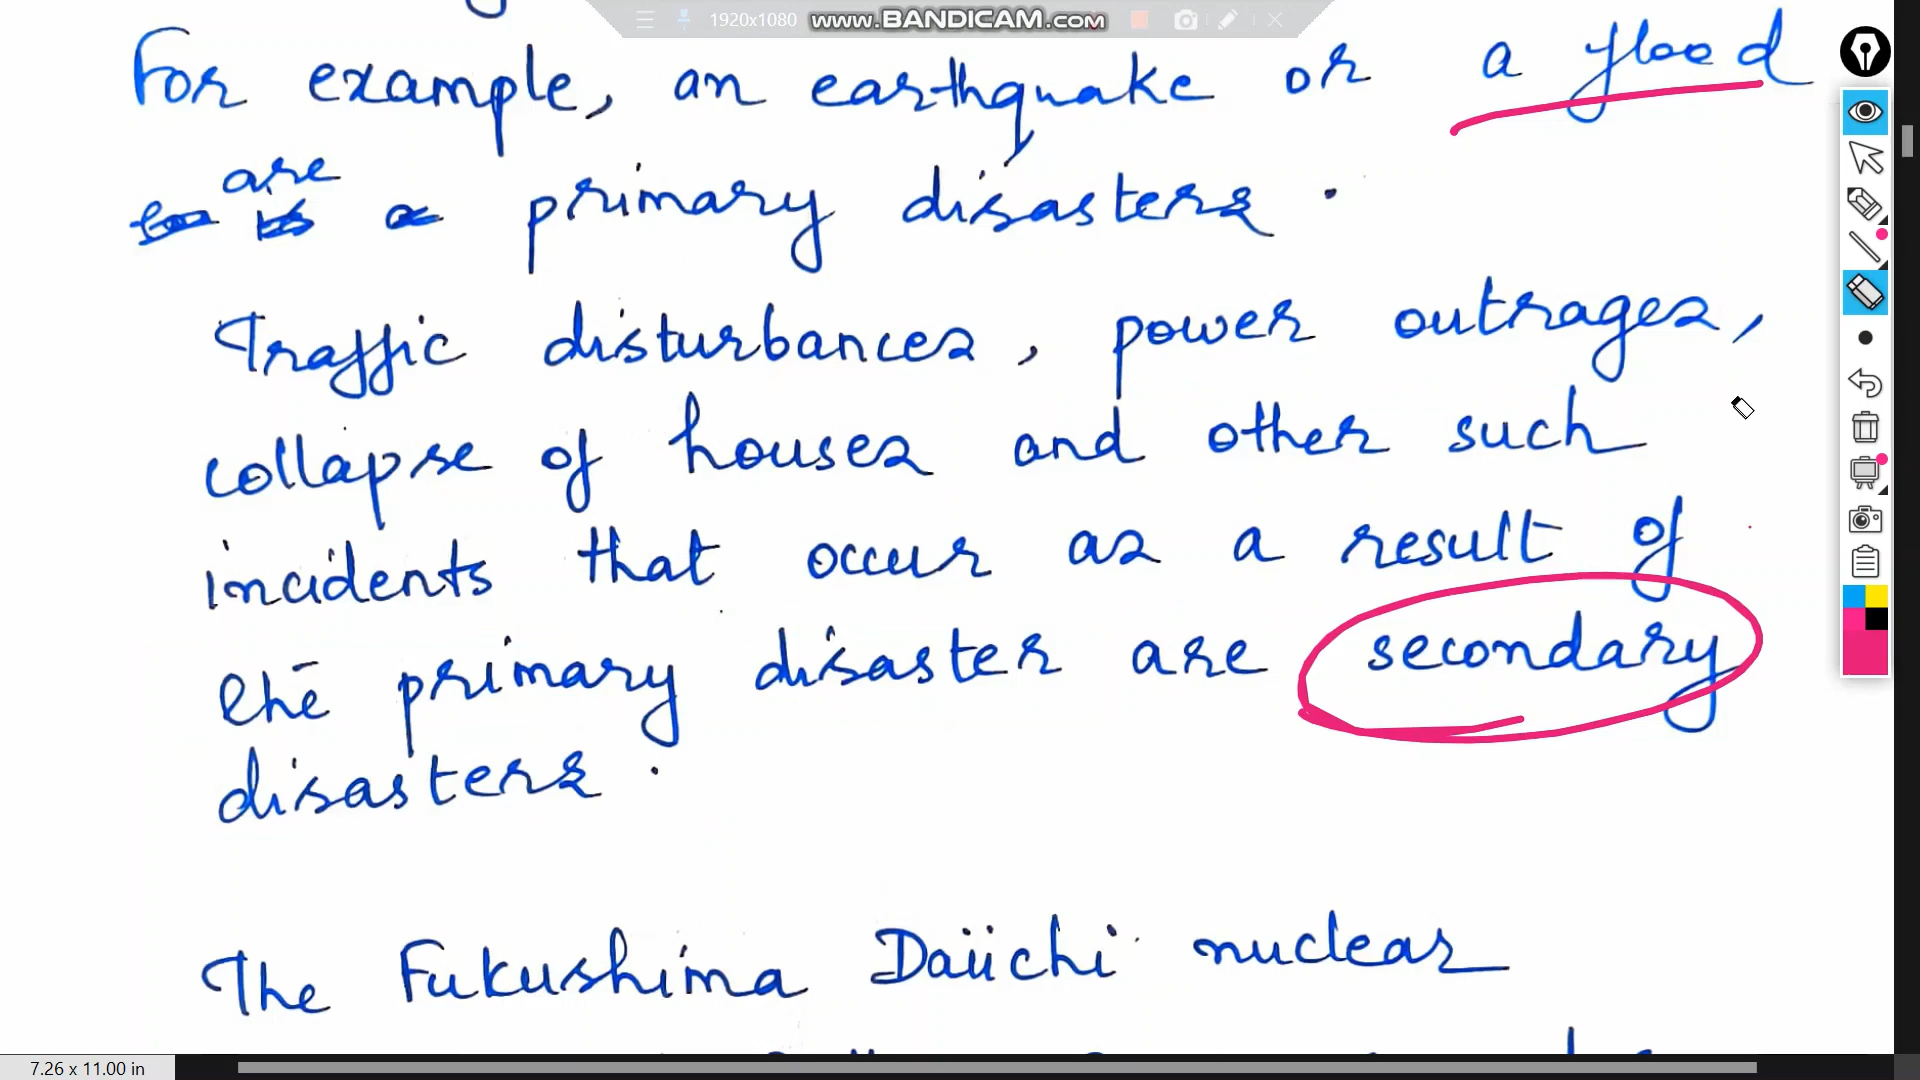 1920x1080 www.BANDICAM.com
For example, an earthquake or a flood
are
primary disasters.
Traffic disturbances, power outrages,
collapse of houses and other such
incidents that occur as a result of
the primary disaster are secondary
disasters.
The Fukushima Daiichi nuclear
7.26 x 11.00 in